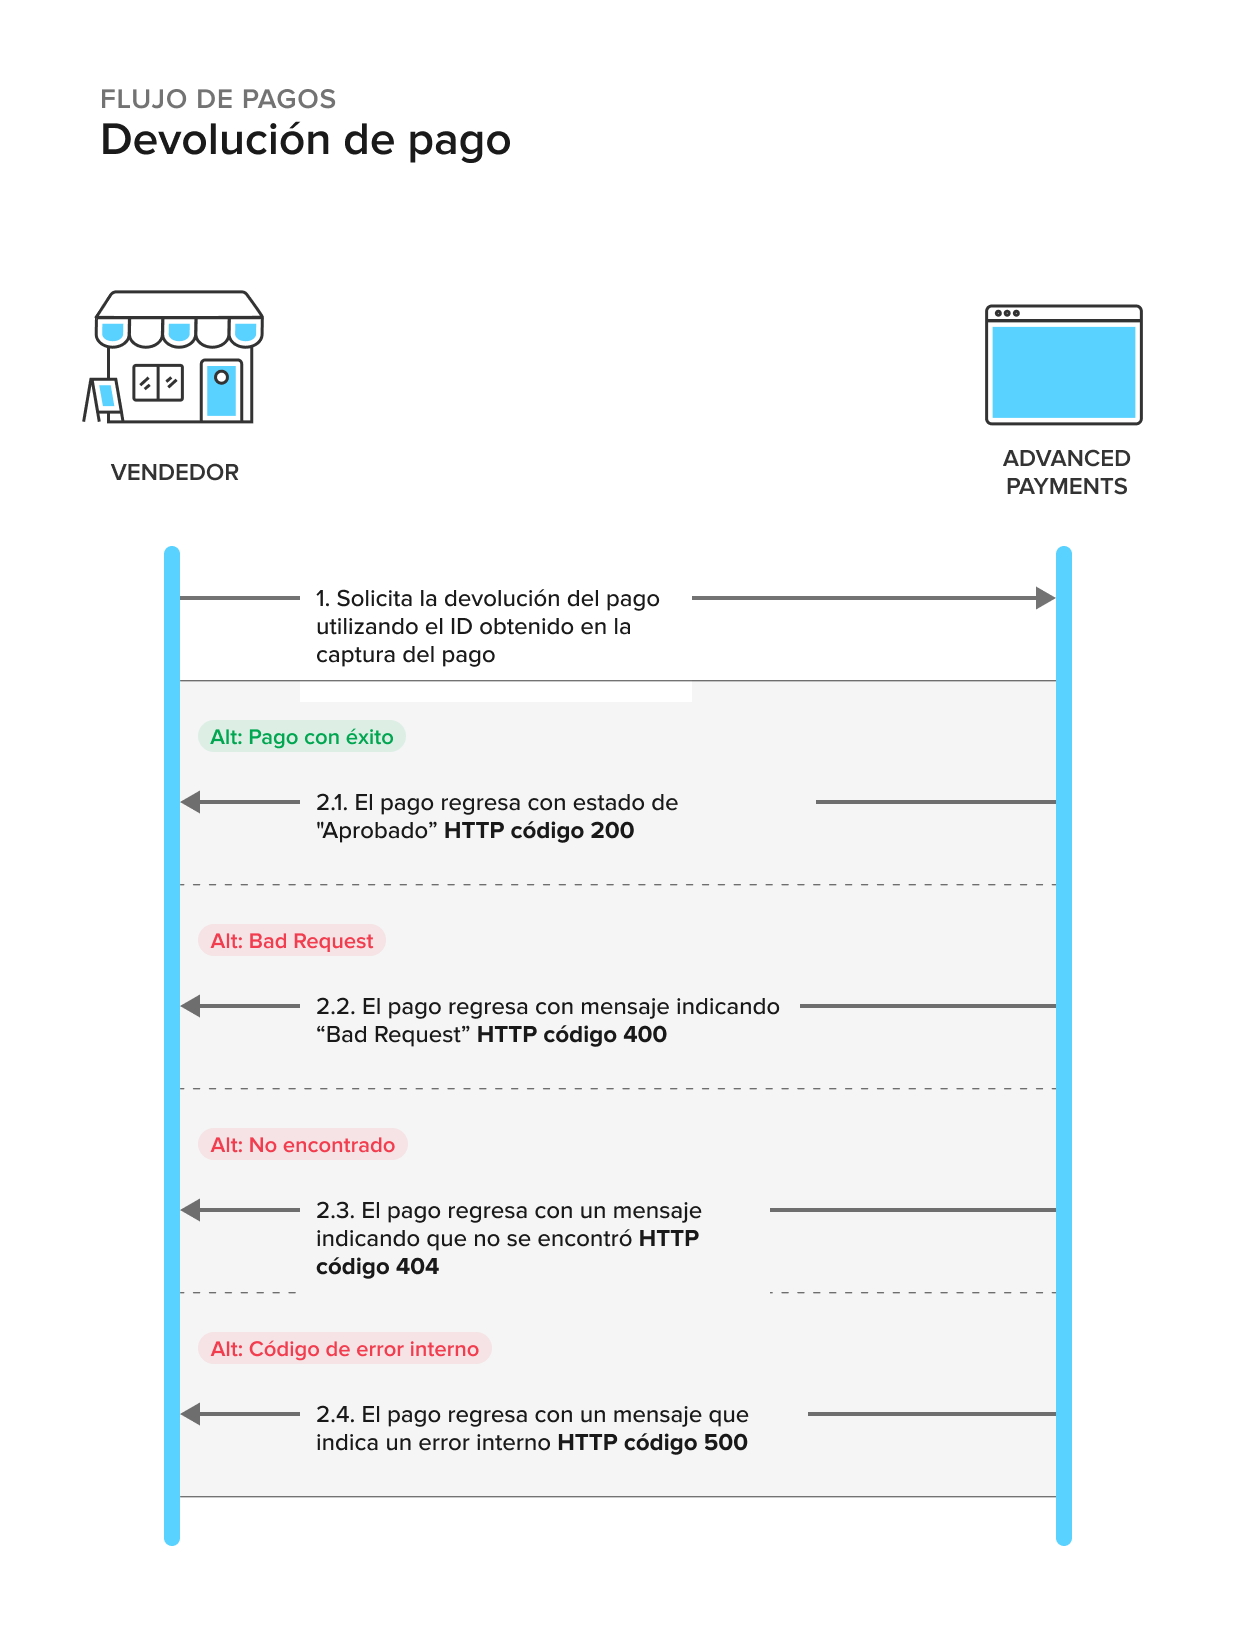 FLUJO DE PAGOS
Devolución de pago
VENDEDOR
ADVANCED
PAYMENTS
1. Solicita la devolución del pago
utilizando el ID obtenido en la
captura del pago
Alt: Pago con éxito
2.1. El pago regresa con estado de
"Aprobado” HTTP código 200
Alt: Bad Request
2.2. El pago regresa con mensaje indicando
“Bad Request” HTTP código 400
Alt: No encontrado
2.3. El pago regresa con un mensaje
indicando que no se encontró HTTP
código 404
Alt: Código de error interno
2.4. El pago regresa con un mensaje que
indica un error interno HTTP código 500